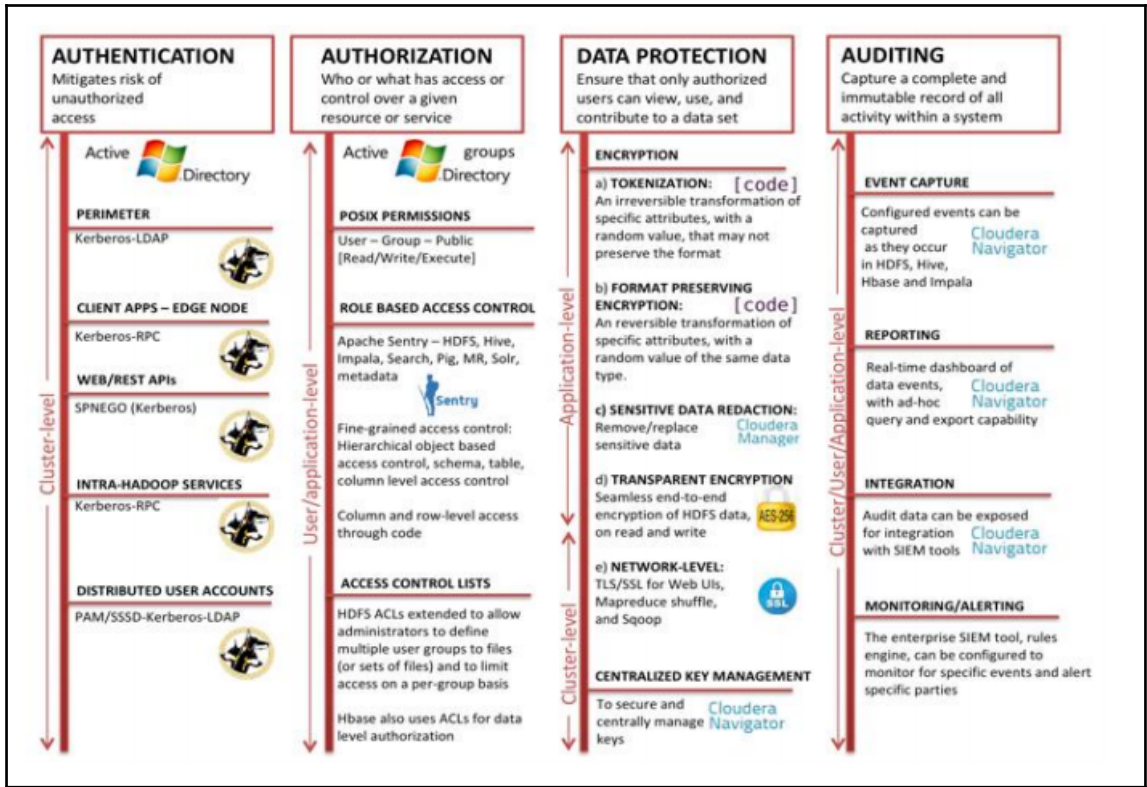 AUTHENTICATION
Mitigates risk of
unauthorized
access
Cluster-level
Active
Directory
PERIMETER
Kerberos-LDAP
CLIENT APPS – EDGE NODE
Kerberos-RPC
WEB/REST APIs
SPNEGO (Kerberos)
INTRA-HADOOP SERVICES
Kerberos-RPC
DISTRIBUTED USER ACCOUNTS
PAM/SSSD-Kerberos-LDAP
AUTHORIZATION
Who or what has access or
control over a given
resource or service
User/application-level
Active groups
Directory
POSIX PERMISSIONS
User – Group – Public
[Read/Write/Execute]
ROLE BASED ACCESS CONTROL
Apache Sentry – HDFS, Hive,
Impala, Search, Pig, MR, Solr,
metadata
Sentry
Fine-grained access control:
Hierarchical object based
access control, schema, table,
column level access control
Column and row-level access
through code
ACCESS CONTROL LISTS
HDFS ACLs extended to allow
administrators to define
multiple user groups to files
(or sets of files) and to limit
access on a per-group basis
Hbase also uses ACLs for data
level authorization
DATA PROTECTION
Ensure that only authorized
users can view, use, and
contribute to a data set
Application-level
Cluster-level
ENCRYPTION
a) TOKENIZATION: [code]
An irreversible transformation of
specific attributes, with a
random value, that may not
preserve the format
b) FORMAT PRESERVING
ENCRYPTION: [code]
An reversible transformation of
specific attributes, with a
random value of the same data
type.
c) SENSITIVE DATA REDACTION:
Remove/replace
sensitive data
Cloudera
Manager
d) TRANSPARENT ENCRYPTION
Seamless end-to-end
encryption of HDFS data,
on read and write
AES-256
e) NETWORK-LEVEL:
TLS/SSL for Web UIs,
Mapreduce shuffle,
and Sqoop
SSL
CENTRALIZED KEY MANAGEMENT
To secure and
centrally manage
keys
Cloudera
Navigator
AUDITING
Capture a complete and
immutable record of all
activity within a system
Cluster/User/Application-level
EVENT CAPTURE
Configured events can be
captured
as they occur
in HDFS, Hive,
Hbase and Impala
Cloudera
Navigator
REPORTING
Real-time dashboard of
data events,
with ad-hoc
query and export capability
Cloudera
Navigator
INTEGRATION
Audit data can be exposed
for integration
with SIEM tools
Cloudera
Navigator
MONITORING/ALERTING
The enterprise SIEM tool, rules
engine, can be configured to
monitor for specific events and alert
specific parties